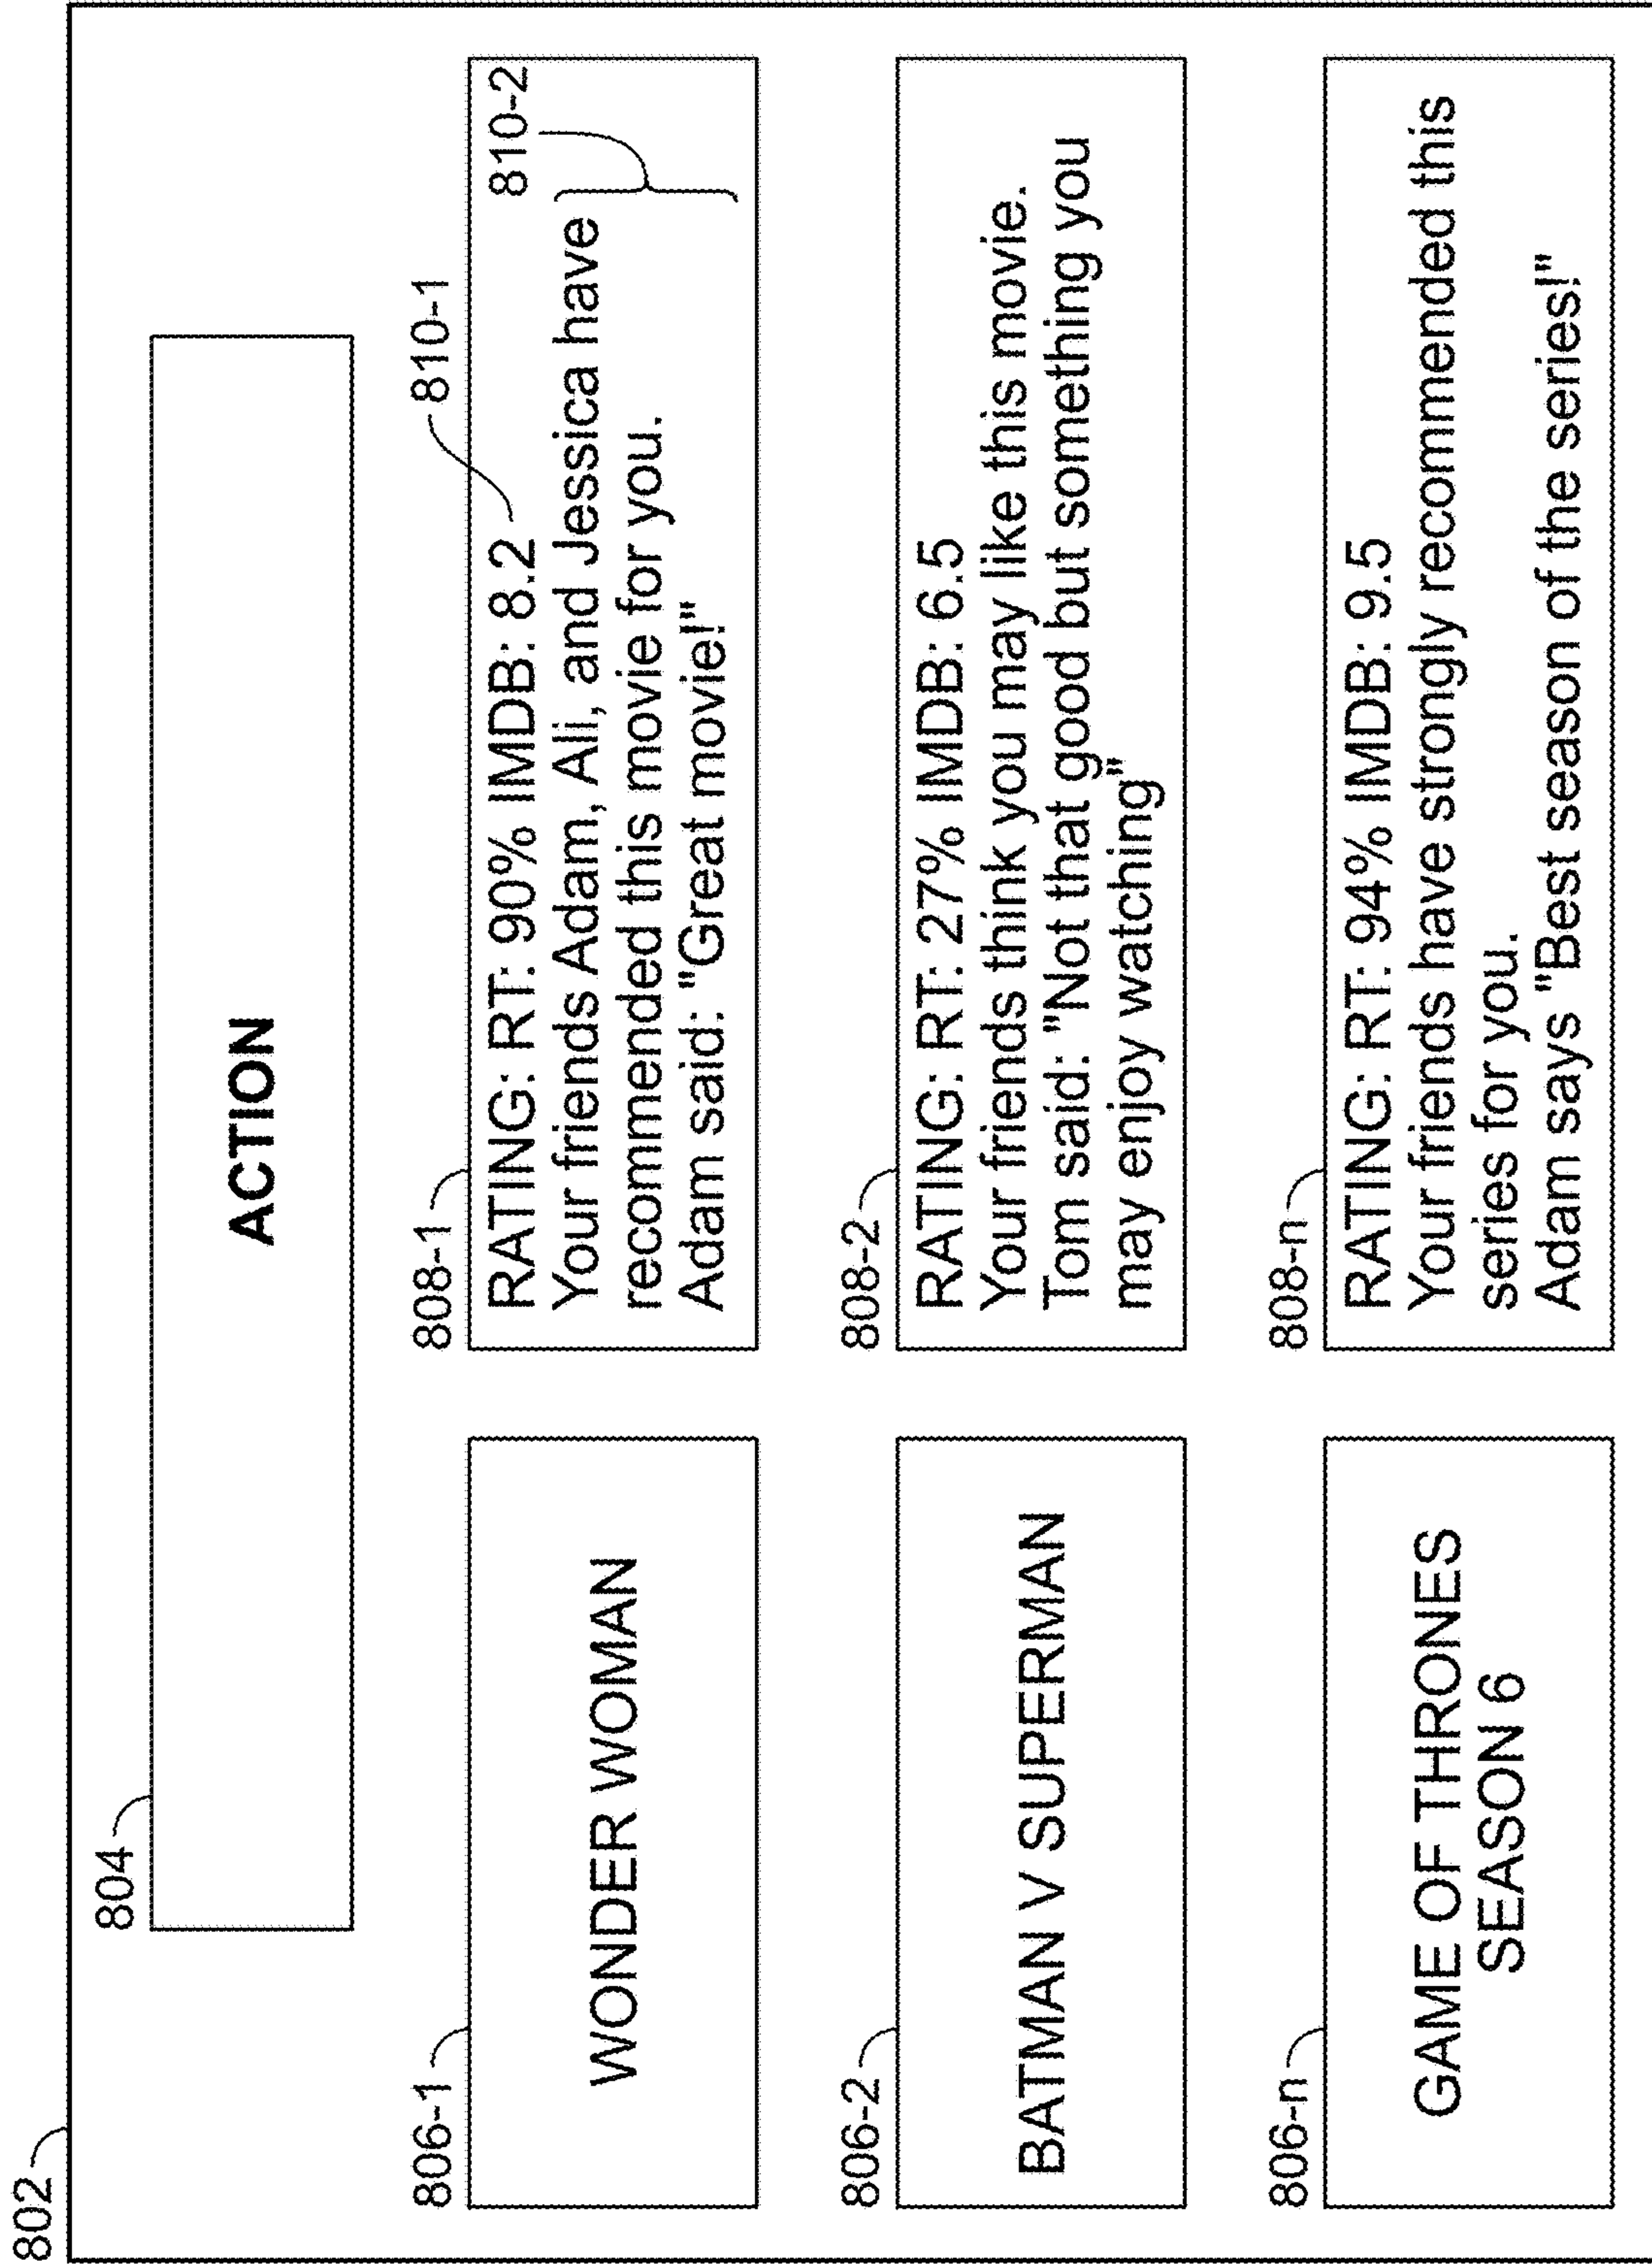 802
804
ACTION
806-1
WONDER WOMAN
808-1
810-1
810-2
RATING: RT: 90% IMDB: 8.2
Your friends Adam, Ali, and Jessica have
recommended this movie for you.
Adam said: "Great movie!"
806-2
BATMAN V SUPERMAN
808-2
RATING: RT: 27% IMDB: 6.5
Your friends think you may like this movie.
Tom said: "Not that good but something you
may enjoy watching"
806-n
GAME OF THRONES
SEASON 6
808-n
RATING: RT: 94% IMDB: 9.5
Your friends have strongly recommended this
series for you.
Adam says "Best season of the series!"